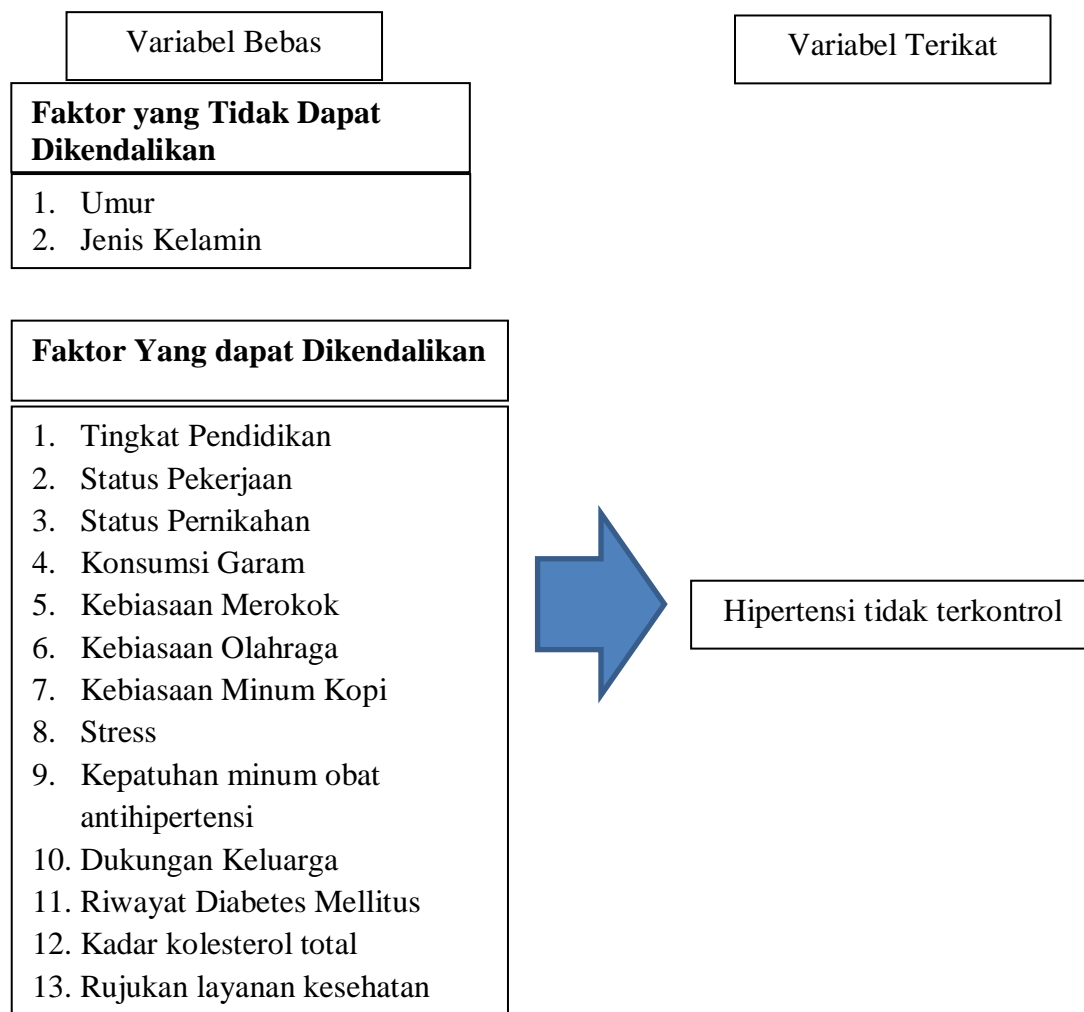 Variabel Bebas
Variabel Terikat
Faktor yang Tidak Dapat
Dikendalikan
1. Umur
2. Jenis Kelamin
Faktor Yang dapat Dikendalikan
1. Tingkat Pendidikan
2. Status Pekerjaan
3. Status Pernikahan
4. Konsumsi Garam
5. Kebiasaan Merokok
6. Kebiasaan Olahraga
7. Kebiasaan Minum Kopi
8. Stress
9. Kepatuhan minum obat
antihipertensi
10. Dukungan Keluarga
11. Riwayat Diabetes Mellitus
12. Kadar kolesterol total
13. Rujukan layanan kesehatan
Hipertensi tidak terkontrol